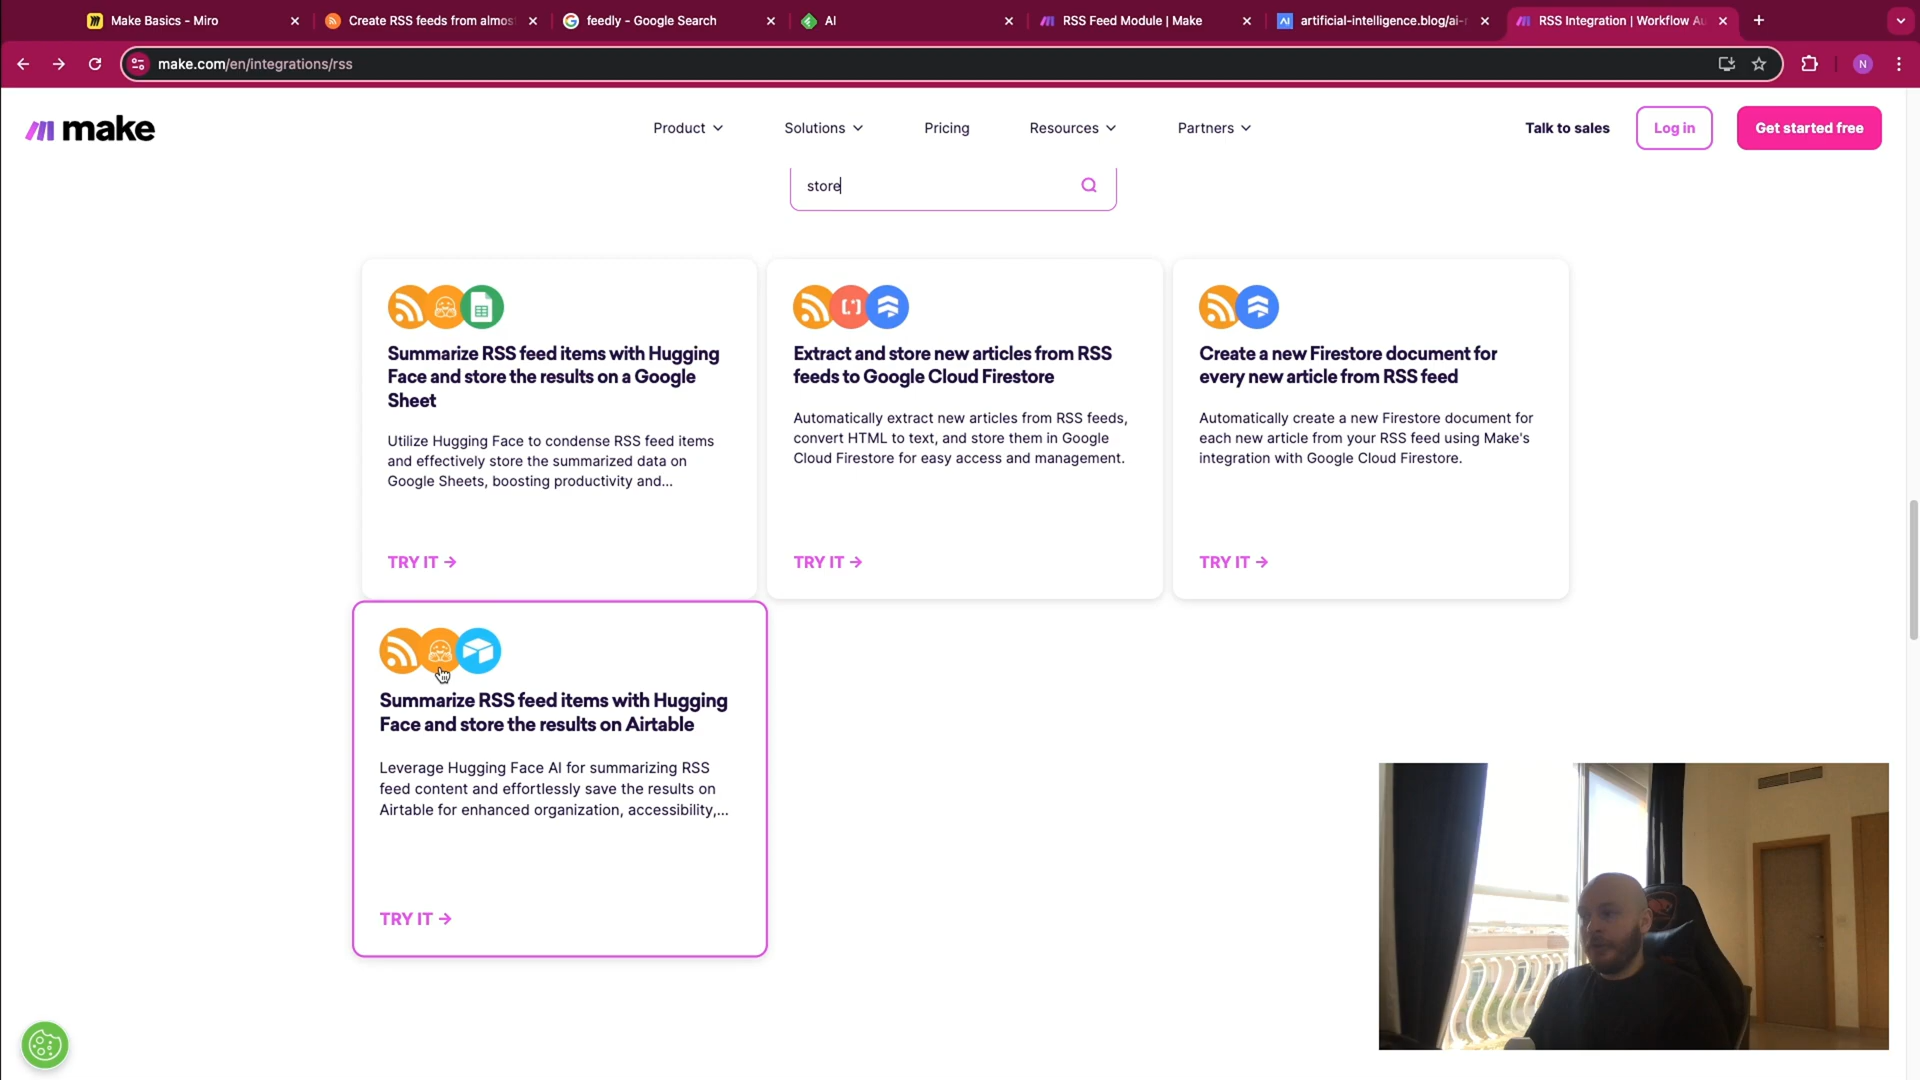 Make Basics - Miro
Create RSS feeds from almos
feedly - Google Search
AI
RSS Feed Module | Make
AI
artificial-intelligence.blog/ai-
RSS Integration | Workflow Au
make.com/en/integrations/rss
N
make
Product
Solutions
Pricing
Resources
Partners
Talk to sales
Log in
Get started free
store
Summarize RSS feed items with Hugging
Face and store the results on a Google
Sheet
Utilize Hugging Face to condense RSS feed items
and effectively store the summarized data on
Google Sheets, boosting productivity and...
TRY IT →
Extract and store new articles from RSS
feeds to Google Cloud Firestore
Automatically extract new articles from RSS feeds,
convert HTML to text, and store them in Google
Cloud Firestore for easy access and management.
TRY IT →
Create a new Firestore document for
every new article from RSS feed
Automatically create a new Firestore document for
each new article from your RSS feed using Make's
integration with Google Cloud Firestore.
TRY IT →
Summarize RSS feed items with Hugging
Face and store the results on Airtable
Leverage Hugging Face AI for summarizing RSS
feed content and effortlessly save the results on
Airtable for enhanced organization, accessibility,...
TRY IT →